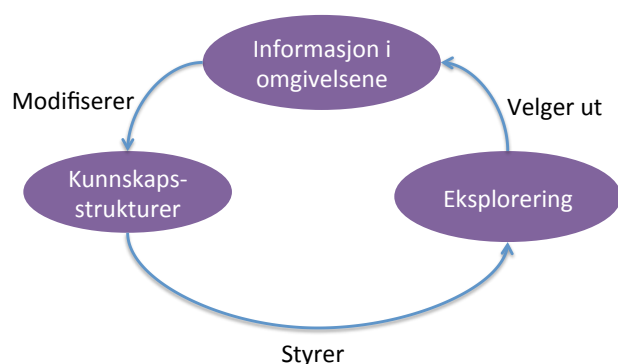 Informasjon i
omgivelsene
Modifiserer
Velger ut
Kunnskaps-
strukturer
Eksplorering
Styrer